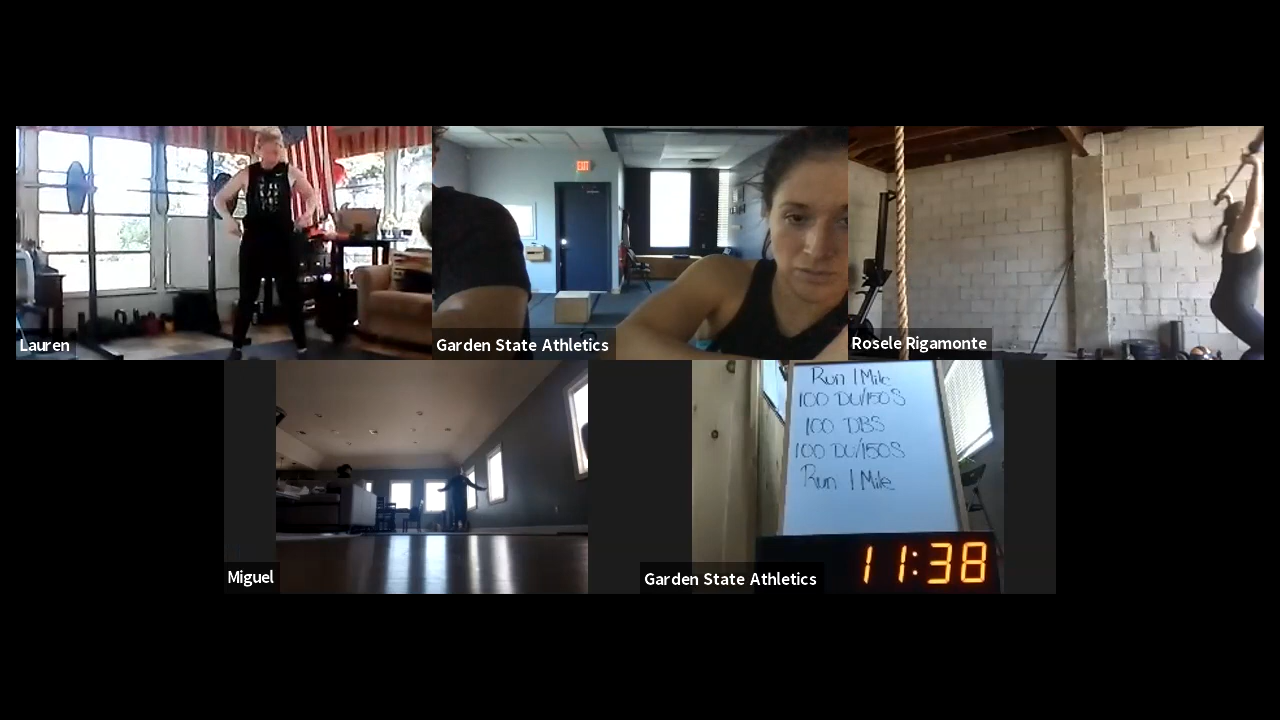 EXIT
Lauren
Garden State Athletics
Rosele Rigamonte
Run 1 Mile
100 DU/150S
100 DBS
100 DU/150S
Run 1 Mile
11:38
Miguel
Garden State Athletics